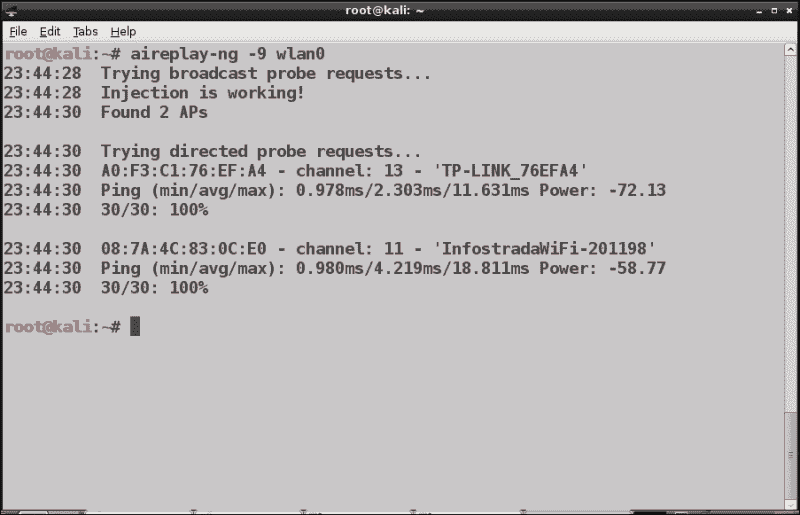 root@kali: ~
File Edit Tabs Help
root@kali:~# aireplay-ng -9 wlan0
23:44:28 Trying broadcast probe requests...
23:44:28 Injection is working!
23:44:30 Found 2 APs
23:44:30 Trying directed probe requests...
23:44:30 A0:F3:C1:76:EF:A4 - channel: 13 - 'TP-LINK_76EFA4'
23:44:30 Ping (min/avg/max): 0.978ms/2.303ms/11.631ms Power: -72.13
23:44:30 30/30: 100%
23:44:30 08:7A:4C:83:0C:E0 - channel: 11 - 'InfostradaWiFi-201198'
23:44:30 Ping (min/avg/max): 0.980ms/4.219ms/18.811ms Power: -58.77
23:44:30 30/30: 100%
root@kali:~#